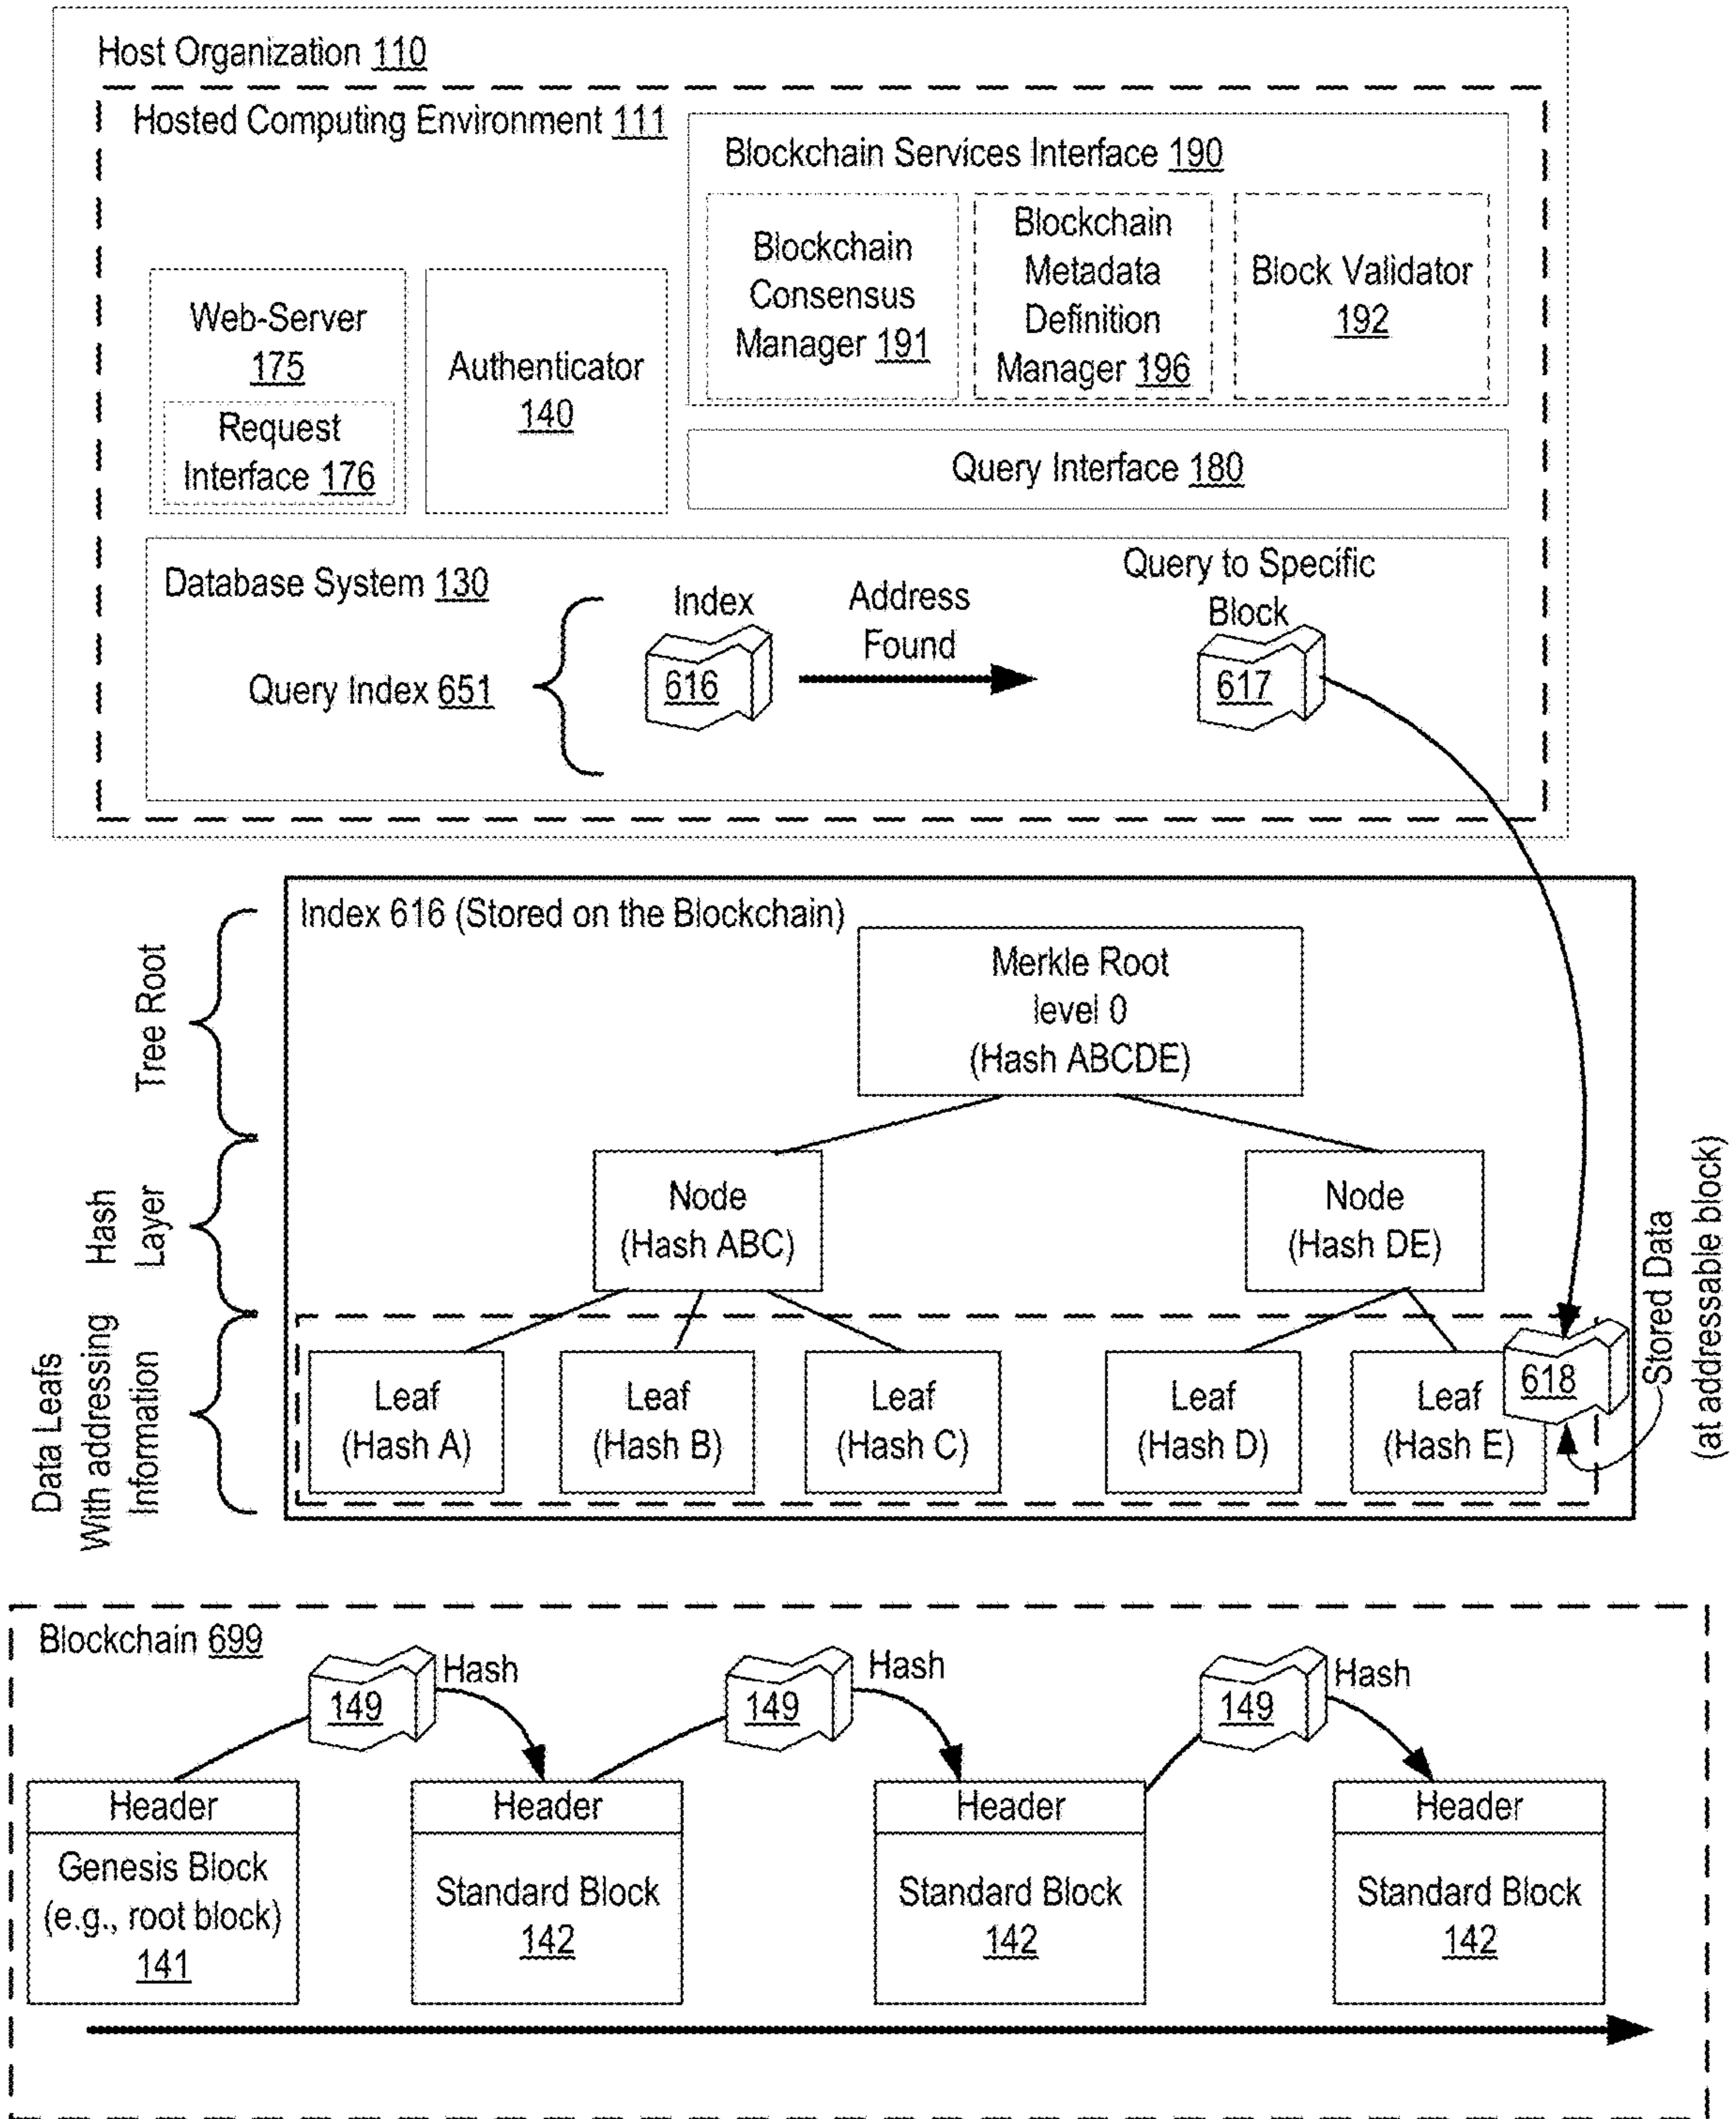 Host Organization 110
Hosted Computing Environment 111
Blockchain Services Interface 190
Blockchain
Consensus
Manager 191
Blockchain
Metadada
Definition
Manager 196
Block Validator
192
Web-Server
175
Request
Interface 176
Authenticator
140
Query Interface 180
Database System 130
Query Index 651
Index
616
Address
Found
Query to Specific
Block
617
Index 616 (Stored on the Blockchain)
Tree Root
Merkle Root
level 0
(Hash ABCDE)
Hash
Layer
Node
(Hash ABC)
Node
(Hash DE)
Data Leafs
With addressing
Information
Leaf
(Hash A)
Leaf
(Hash B)
Leaf
(Hash C)
Leaf
(Hash D)
Leaf
(Hash E)
618
Stored Data
(at addressable block)
Blockchain 699
149
Hash
149
Hash
149
Hash
Header
Genesis Block
(e.g., root block)
141
Header
Standard Block
142
Header
Standard Block
142
Header
Standard Block
142